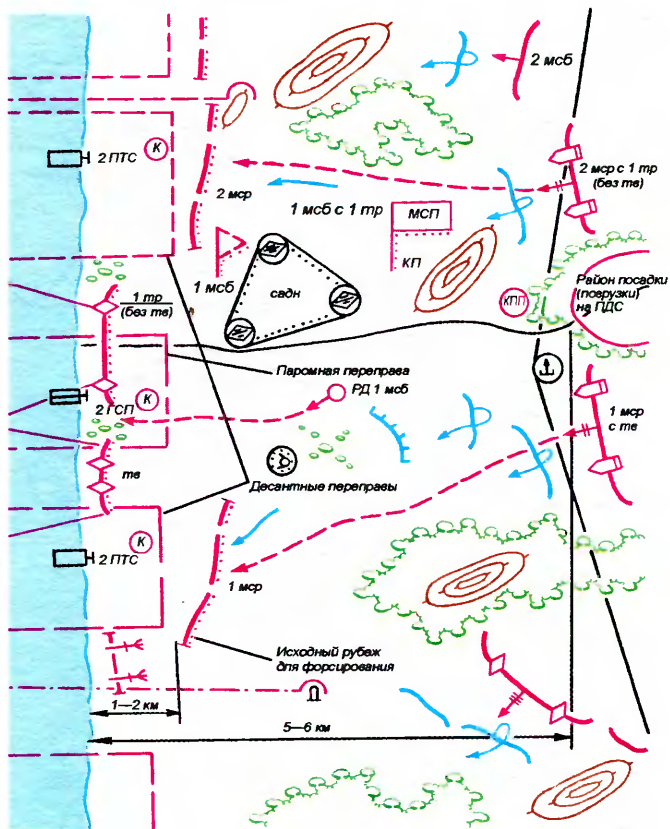 2 мсб
2 ПТС
К
2 мср
2 мср с 1 тр
(без тв)
1 мсб с 1 тр
МСП
КП
1 мсб
садн
КПП
Район посадки
(погрузки)
на ПДС
1 тр
(без тв)
Паромная переправа
РД 1 мсб
2 ГСП
К
1 мср
с тв
тв
Десантные переправы
2 ПТС
К
1 мср
Исходный рубеж
для форсирования
1—2 км
5—6 км